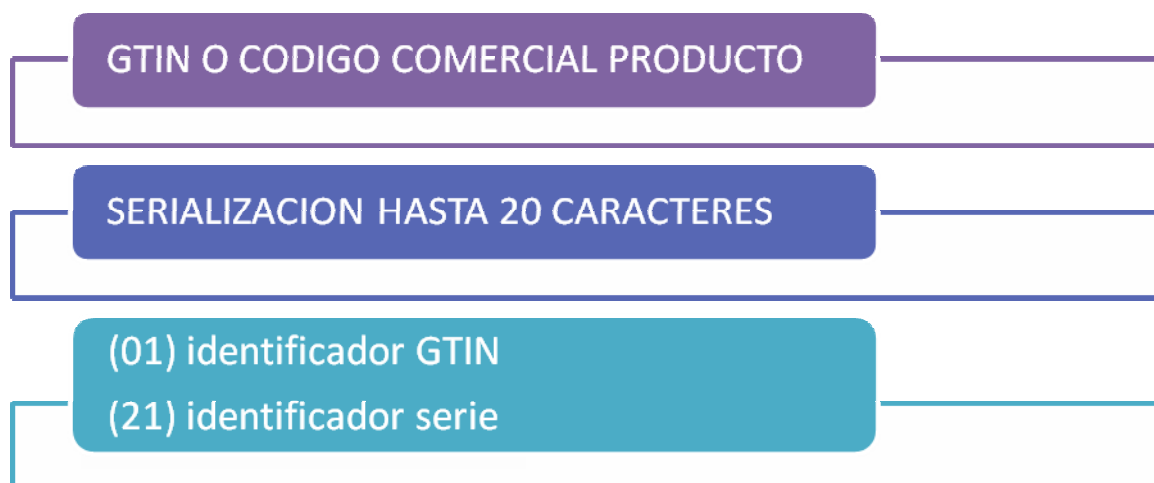 GTIN O CODIGO COMERCIAL PRODUCTO
SERIALIZACION HASTA 20 CARACTERES
(01) identificador GTIN
(21) identificador serie